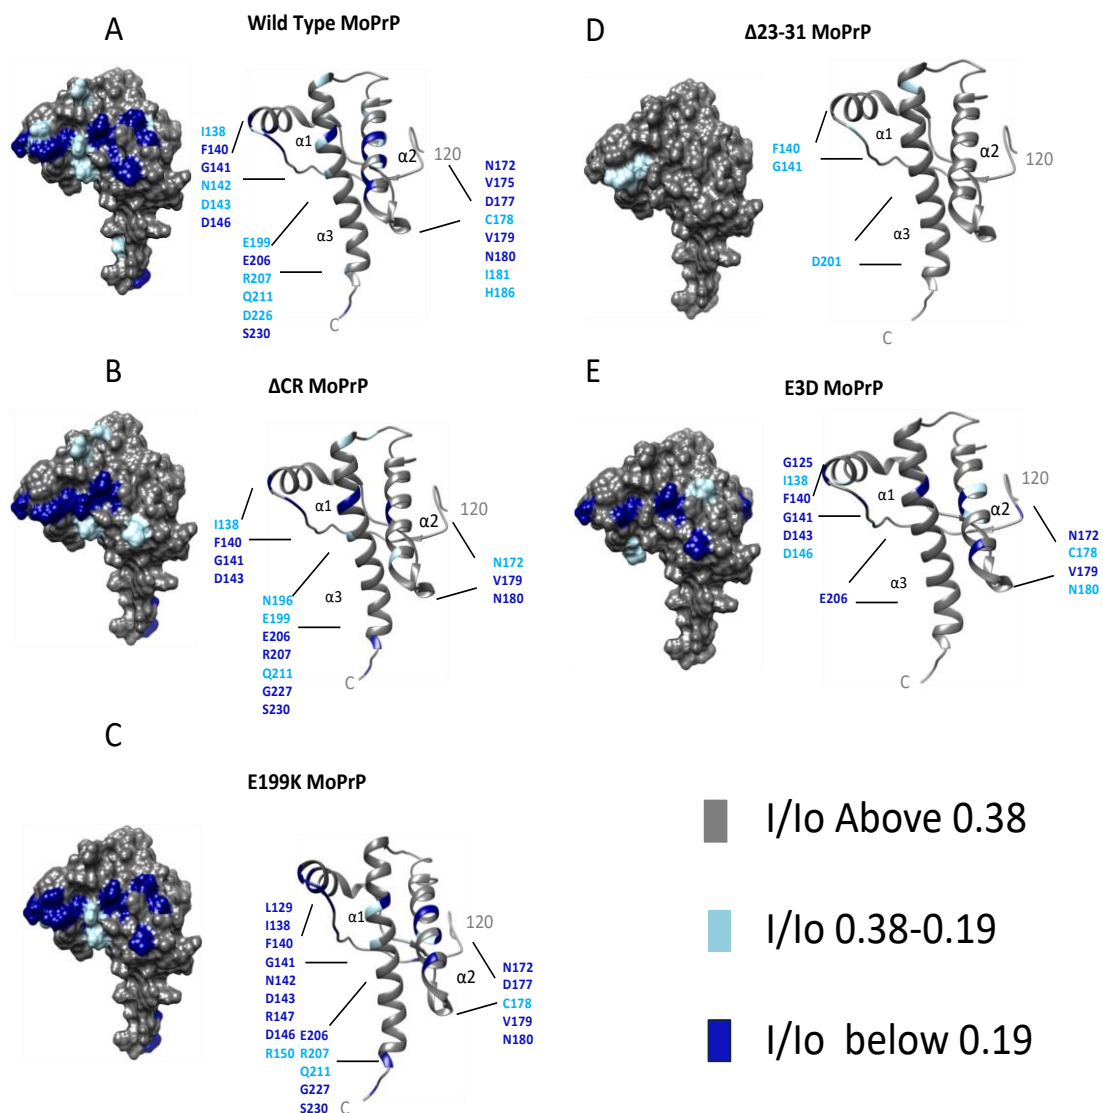 A
Wild Type MoPrP
I138
F140
G141
N142
D143
D146
α1
α2
120
N172
V175
D177
C178
V179
N180
I181
H186
E199
E206
R207
Q211
D226
S230
α3
C
B
ΔCR MoPrP
I138
F140
G141
D143
α1
α2
120
N172
V179
N180
N196
E199
E206
R207
Q211
G227
S230
α3
C
C
E199K MoPrP
L129
I138
F140
G141
N142
D143
R147
D146
R150
α1
120
α2
N172
D177
C178
V179
N180
E206
R207
Q211
G227
S230
C
D
Δ23-31 MoPrP
F140
G141
α1
α2
120
α3
D201
C
E
E3D MoPrP
G125
I138
F140
G141
D143
D146
α1
α2
120
N172
C178
V179
N180
E206
α3
C
I/Io Above 0.38
I/Io 0.38-0.19
I/Io below 0.19